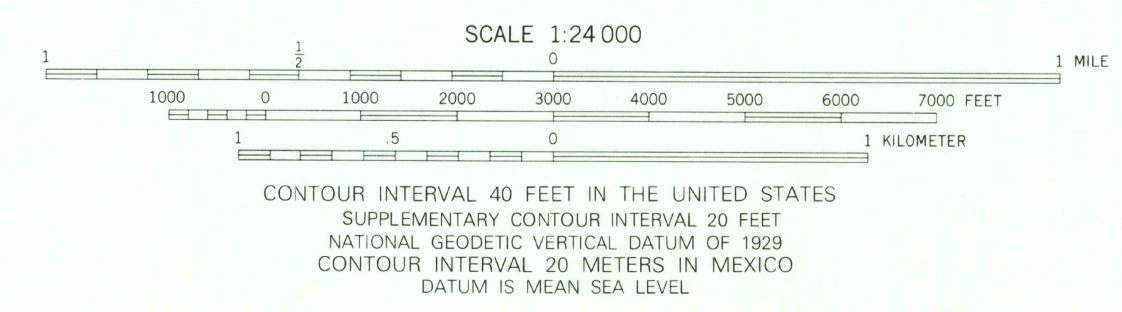 SCALE 1:24 000
1 1/2 0 1 MILE
1000 0 1000 2000 3000 4000 5000 6000 7000 FEET
1 .5 0 1 KILOMETER
CONTOUR INTERVAL 40 FEET IN THE UNITED STATES
SUPPLEMENTARY CONTOUR INTERVAL 20 FEET
NATIONAL GEODETIC VERTICAL DATUM OF 1929
CONTOUR INTERVAL 20 METERS IN MEXICO
DATUM IS MEAN SEA LEVEL